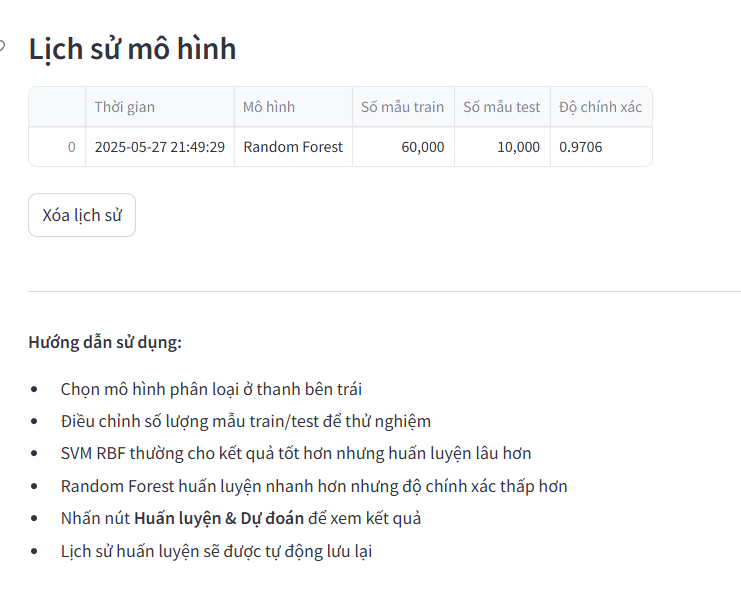 Lịch sử mô hình
Thời gian Mô hình Số mẫu train Số mẫu test Độ chính xác
0 2025-05-27 21:49:29 Random Forest 60,000 10,000 0.9706
Xóa lịch sử
Hướng dẫn sử dụng:
• Chọn mô hình phân loại ở thanh bên trái
• Điều chỉnh số lượng mẫu train/test để thử nghiệm
• SVM RBF thường cho kết quả tốt hơn nhưng huấn luyện lâu hơn
• Random Forest huấn luyện nhanh hơn nhưng độ chính xác thấp hơn
• Nhấn nút Huấn luyện & Dự đoán để xem kết quả
• Lịch sử huấn luyện sẽ được tự động lưu lại